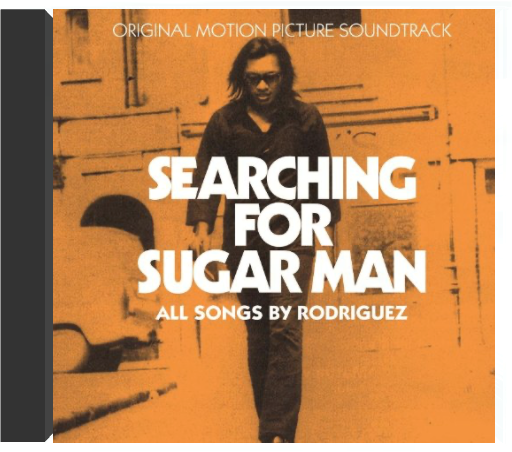 ORIGINAL MOTION PICTURE SOUNDTRACK
SEARCHING
FOR
SUGAR MAN
ALL SONGS BY RODRIGUEZ